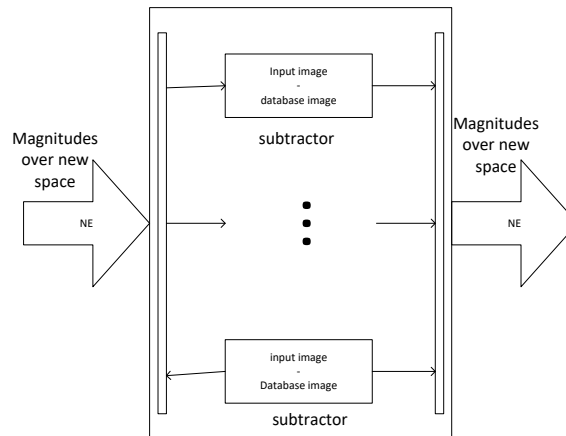 Input image
-
database image
subtractor
Magnitudes
over new
space
NE
Magnitudes
over new
space
NE
input image
-
Database image
subtractor